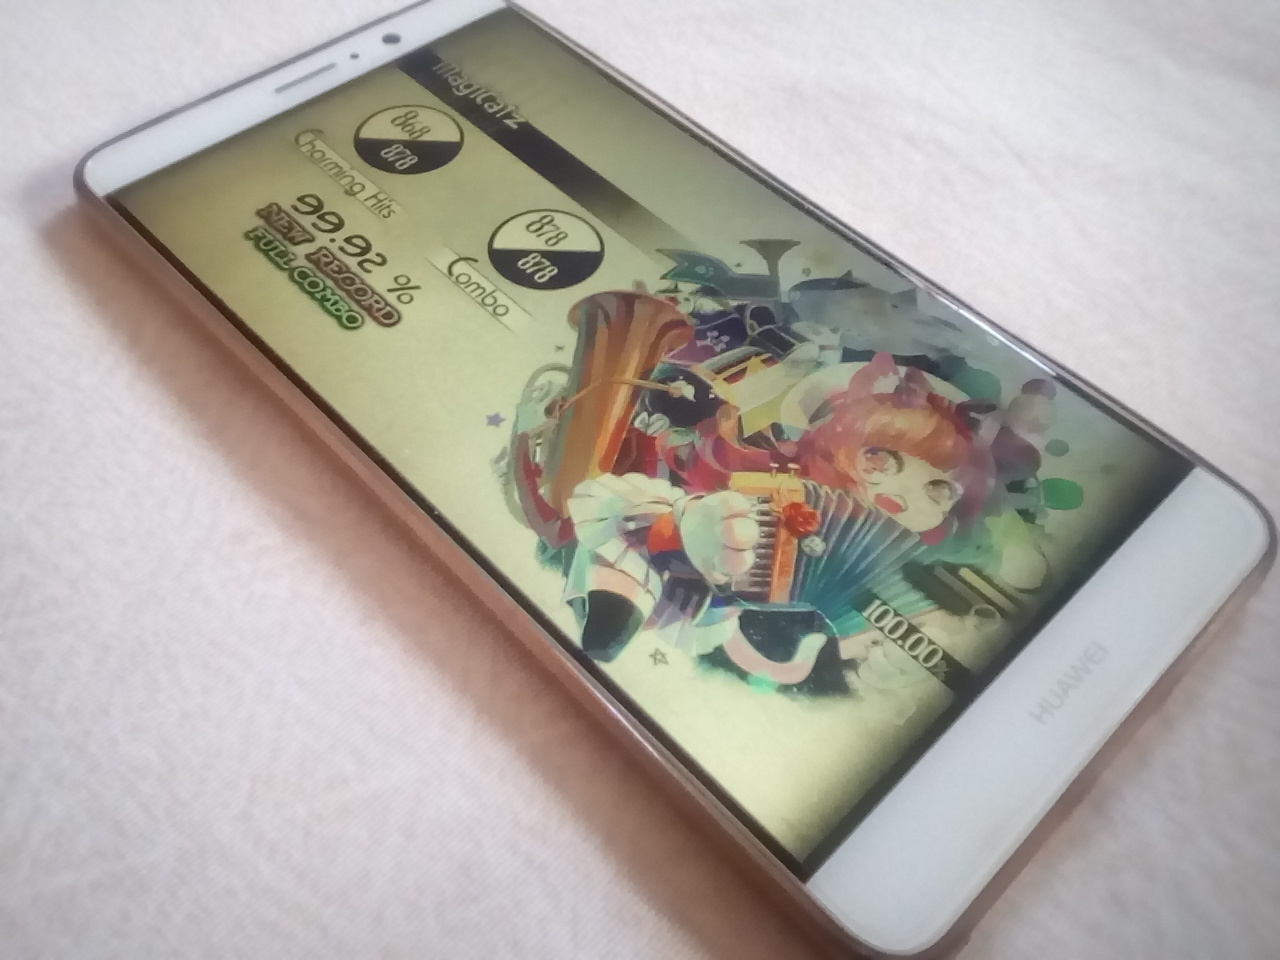 magicatz
868
878
Charming Hits
99.92 %
NEW RECORD
FULL COMBO
878
878
Combo
100.00%
HUAWEI